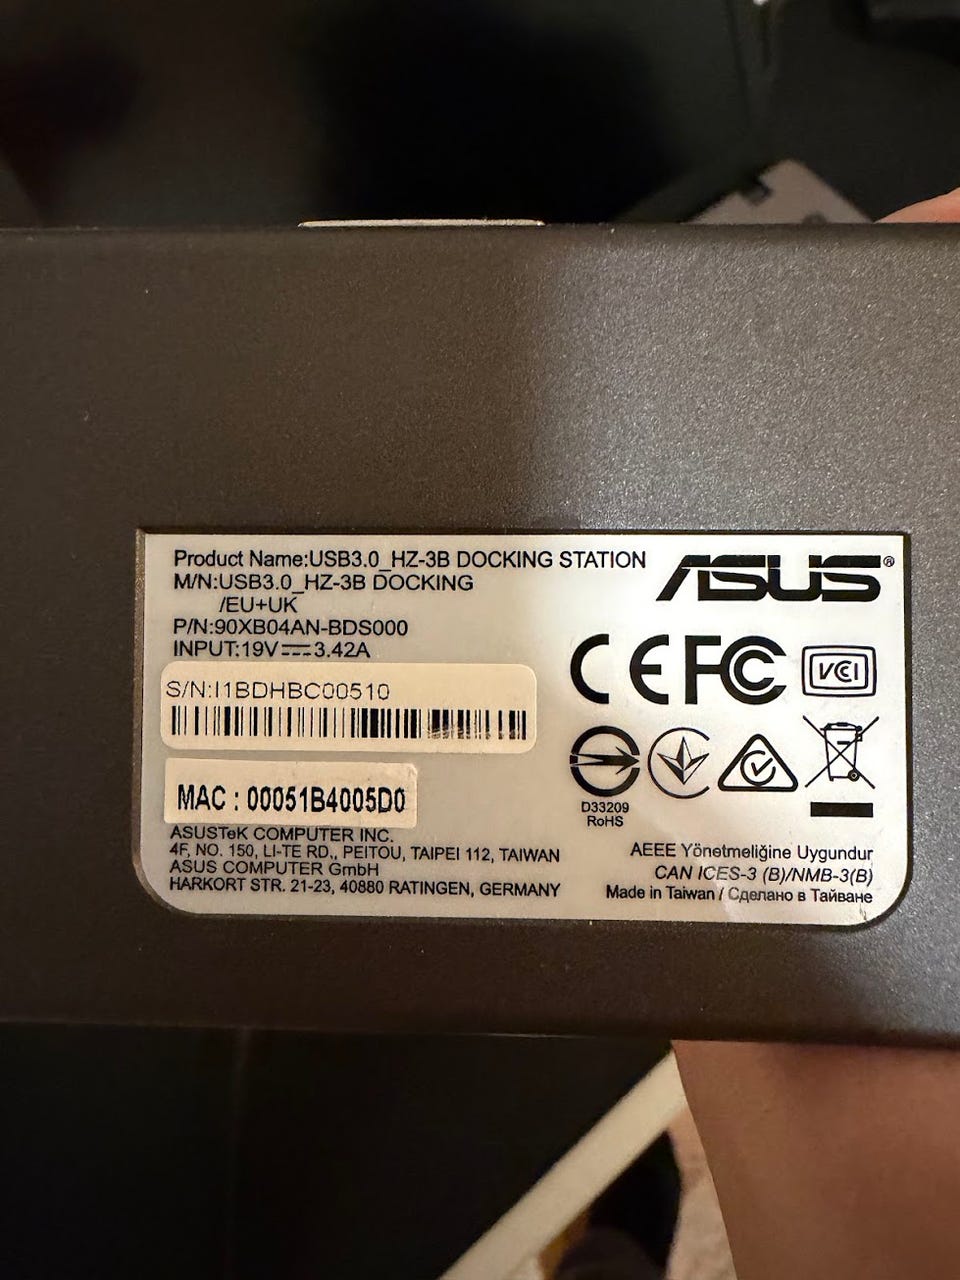 Product Name:USB3.0_HZ-3B DOCKING STATION
M/N:USB3.0_HZ-3B DOCKING
/EU+UK
P/N:90XB04AN-BDS000
INPUT:19V⎓3.42A
S/N:I1BDHBC00510
MAC : 00051B4005D0
ASUSTeK COMPUTER INC.
4F, NO. 150, LI-TE RD., PEITOU, TAIPEI 112, TAIWAN
ASUS COMPUTER GmbH
HARKORT STR. 21-23, 40880 RATINGEN, GERMANY
ASUS®
CE FC VCI
D33209
RoHS
AEEE Yönetmeliğine Uygundur
CAN ICES-3 (B)/NMB-3(B)
Made in Taiwan / Сделано в Тайване